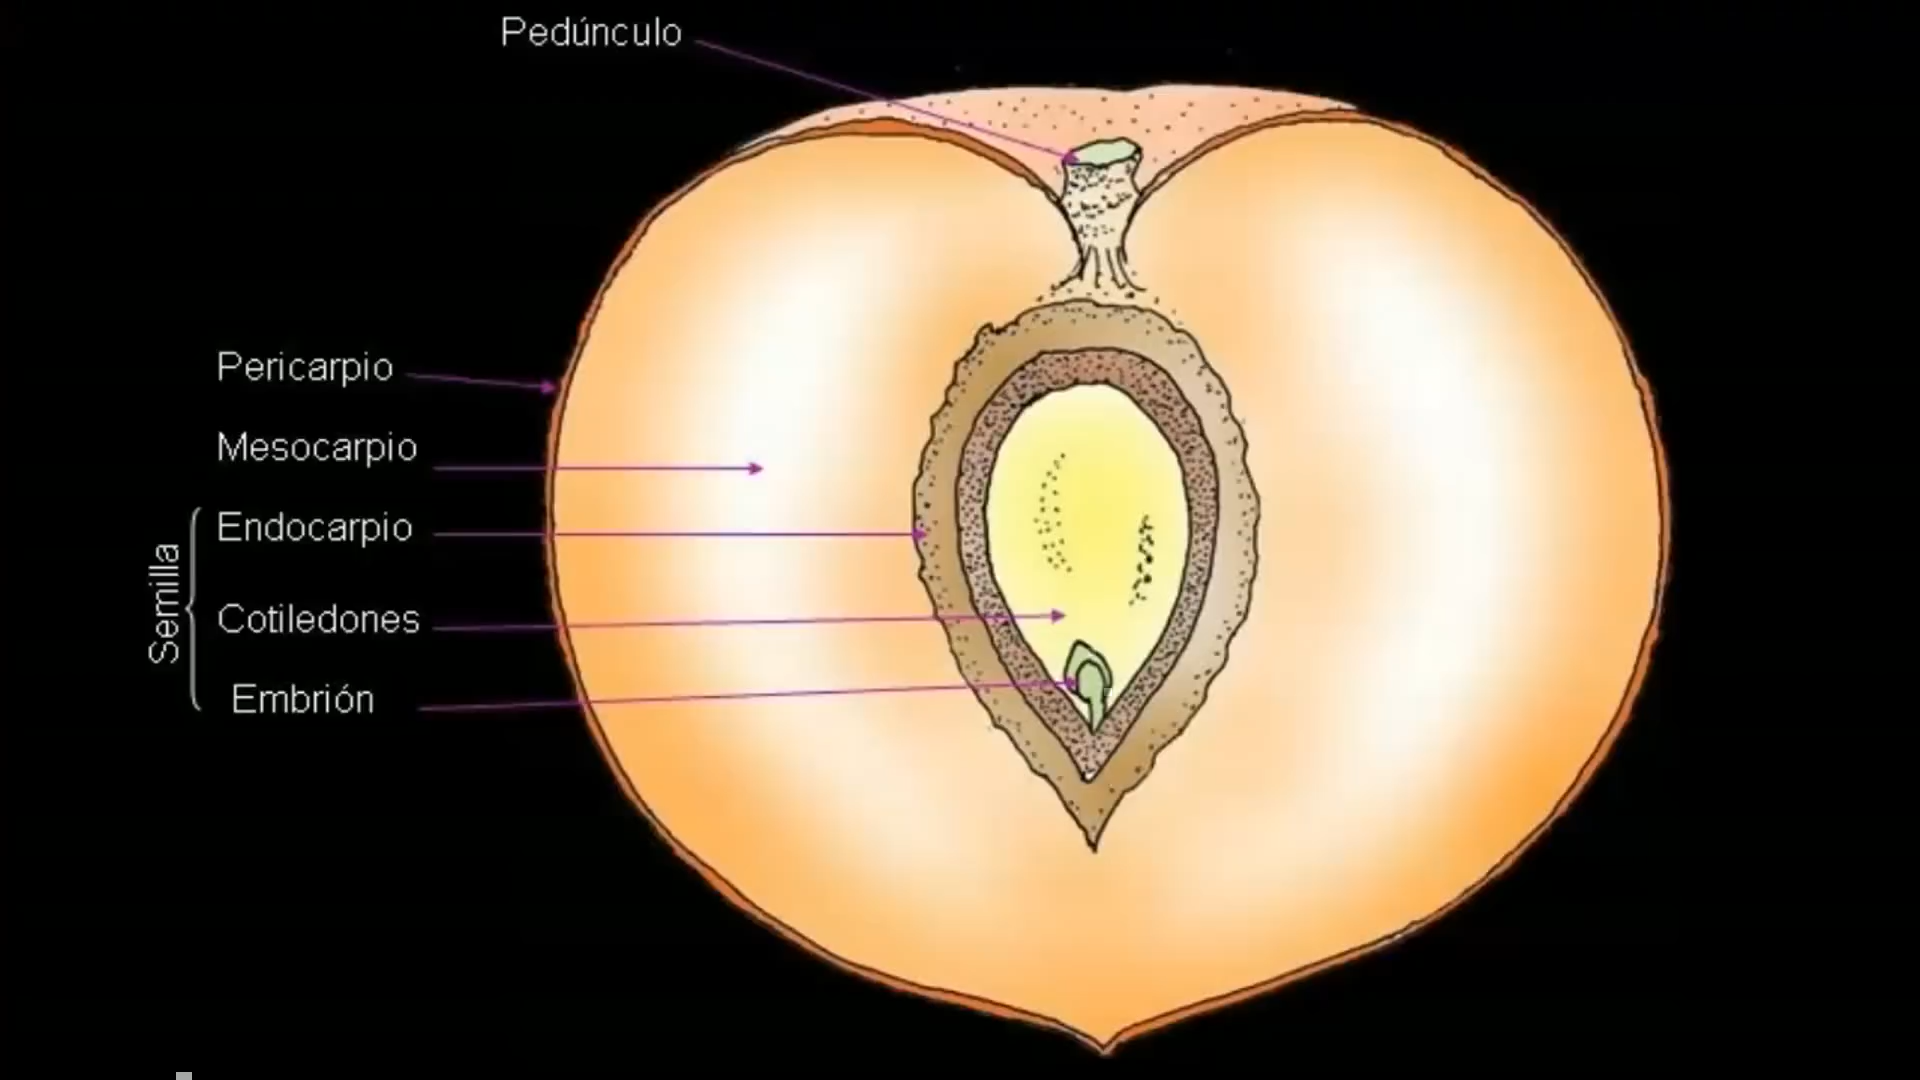 Pedúnculo
Pericarpio
Mesocarpio
Semilla
Endocarpio
Cotiledones
Embrión